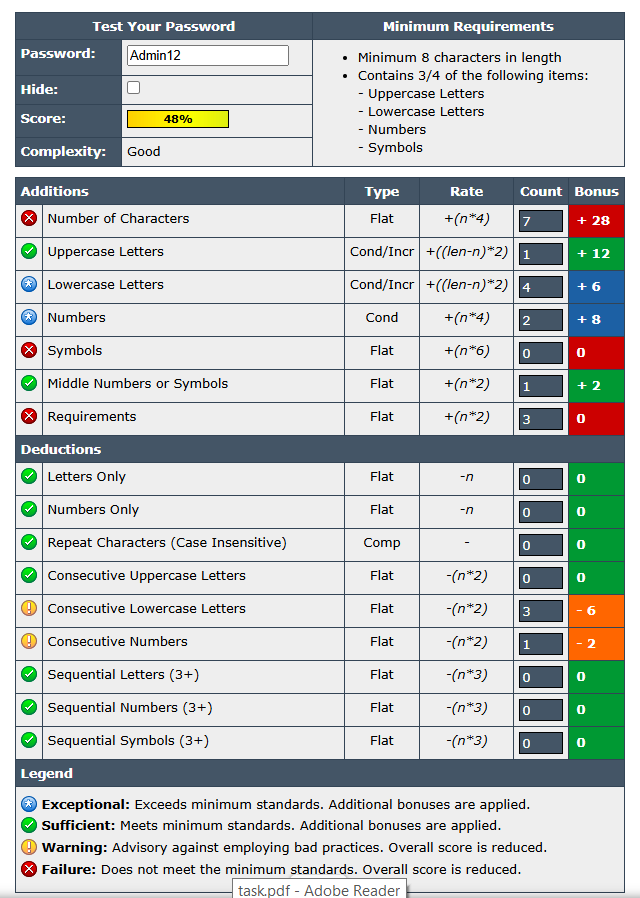 Test Your Password Minimum Requirements
Password: Admin12
• Minimum 8 characters in length
• Contains 3/4 of the following items:
- Uppercase Letters
- Lowercase Letters
- Numbers
- Symbols
Hide:
Score: 48%
Complexity: Good
Additions Type Rate Count Bonus
Number of Characters Flat +(n*4) 7 + 28
Uppercase Letters Cond/Incr +((len-n)*2) 1 + 12
Lowercase Letters Cond/Incr +((len-n)*2) 4 + 6
Numbers Cond +(n*4) 2 + 8
Symbols Flat +(n*6) 0 0
Middle Numbers or Symbols Flat +(n*2) 1 + 2
Requirements Flat +(n*2) 3 0
Deductions
Letters Only Flat -n 0 0
Numbers Only Flat -n 0 0
Repeat Characters (Case Insensitive) Comp - 0 0
Consecutive Uppercase Letters Flat -(n*2) 0 0
Consecutive Lowercase Letters Flat -(n*2) 3 - 6
Consecutive Numbers Flat -(n*2) 1 - 2
Sequential Letters (3+) Flat -(n*3) 0 0
Sequential Numbers (3+) Flat -(n*3) 0 0
Sequential Symbols (3+) Flat -(n*3) 0 0
Legend
Exceptional: Exceeds minimum standards. Additional bonuses are applied.
Sufficient: Meets minimum standards. Additional bonuses are applied.
Warning: Advisory against employing bad practices. Overall score is reduced.
Failure: Does not meet the minimum standards. Overall score is reduced.
task.pdf - Adobe Reader